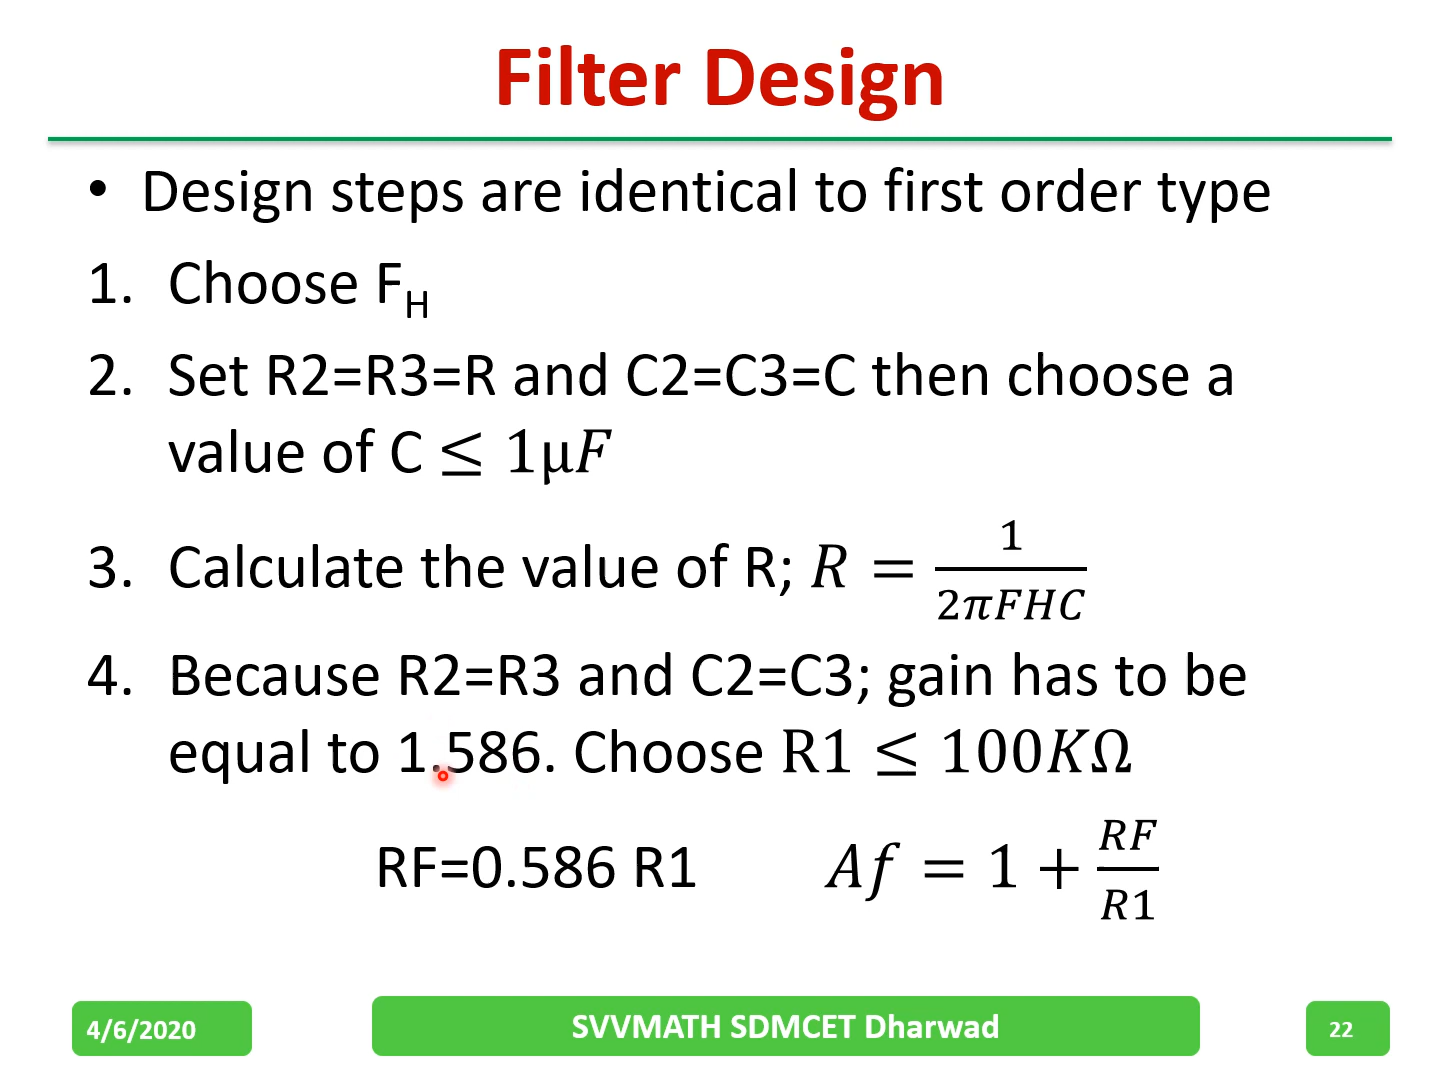 Filter Design
• Design steps are identical to first order type
1. Choose F_H
2. Set R2=R3=R and C2=C3=C then choose a
value of C ≤ 1μF
3. Calculate the value of R; R = 1/(2πFHC)
4. Because R2=R3 and C2=C3; gain has to be
equal to 1.586. Choose R1 ≤ 100KΩ
RF=0.586 R1 Af = 1 + RF/R1
4/6/2020 SVVMATH SDMCET Dharwad 22